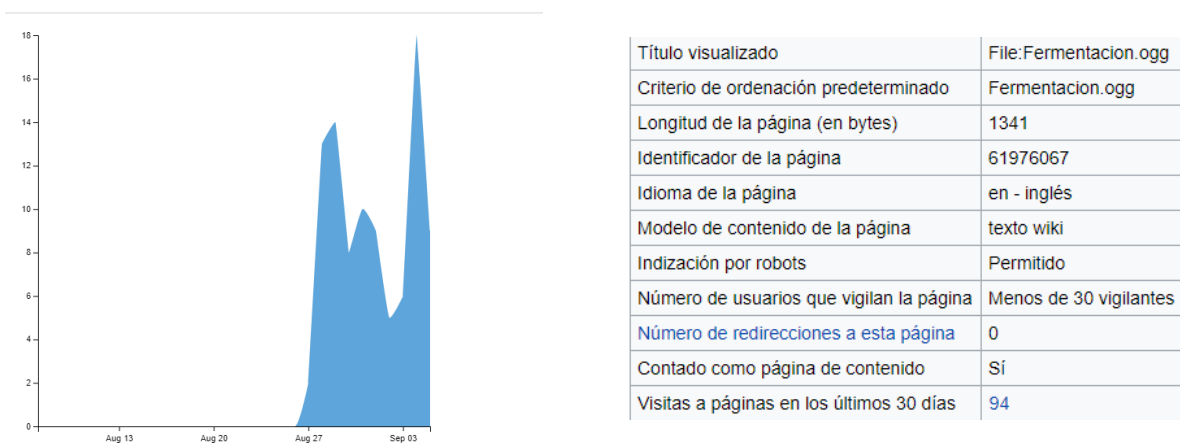 18
16
14
12
10
8
6
4
2
0
Aug 13 Aug 20 Aug 27 Sep 03
Título visualizado File:Fermentacion.ogg
Criterio de ordenación predeterminado Fermentacion.ogg
Longitud de la página (en bytes) 1341
Identificador de la página 61976067
Idioma de la página en - inglés
Modelo de contenido de la página texto wiki
Indización por robots Permitido
Número de usuarios que vigilan la página Menos de 30 vigilantes
Número de redirecciones a esta página 0
Contado como página de contenido Sí
Visitas a páginas en los últimos 30 días 94